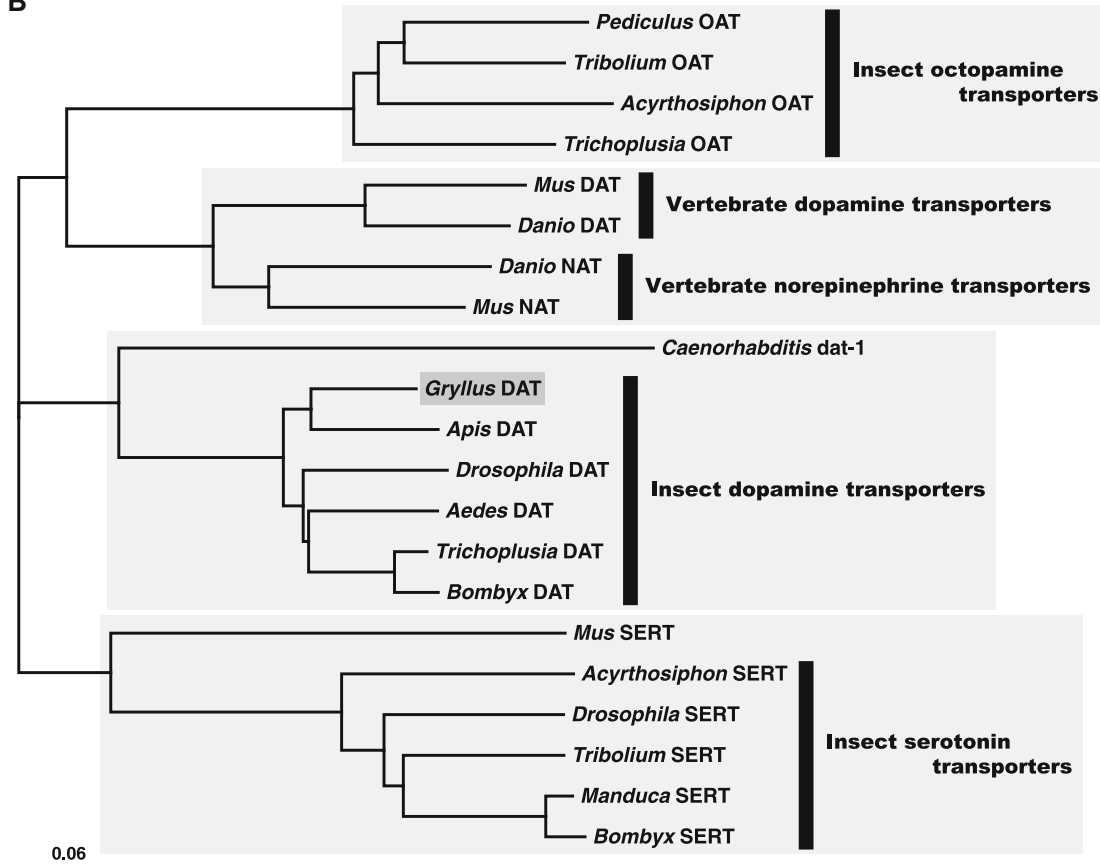 B
Pediculus OAT
Tribolium OAT
Insect octopamine
transporters
Acyrthosiphon OAT
Trichoplusia OAT
Mus DAT
Vertebrate dopamine transporters
Danio DAT
Danio NAT
Vertebrate norepinephrine transporters
Mus NAT
Caenorhabditis dat-1
Gryllus DAT
Apis DAT
Drosophila DAT
Insect dopamine transporters
Aedes DAT
Trichoplusia DAT
Bombyx DAT
Mus SERT
Acyrthosiphon SERT
Drosophila SERT
Insect serotonin
transporters
Tribolium SERT
Manduca SERT
Bombyx SERT
0.06